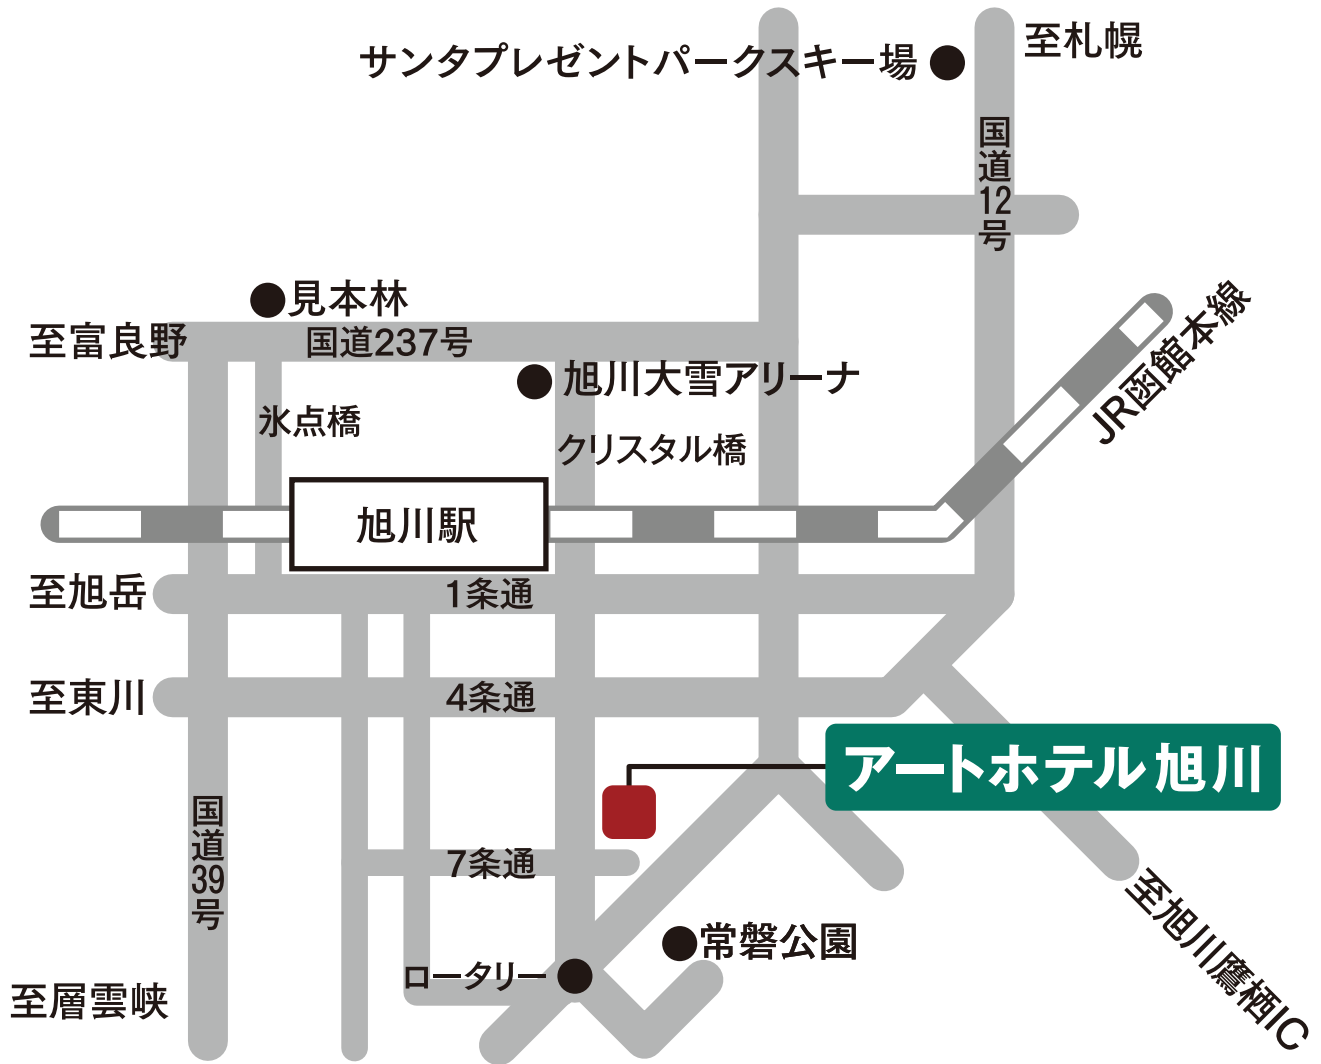 サンタプレゼントパークスキー場
至札幌
国道12号
見本林
至富良野
国道237号
旭川大雪アリーナ
JR函館本線
氷点橋
クリスタル橋
旭川駅
至旭岳
1条通
至東川
4条通
アートホテル旭川
国道39号
7条通
至旭川鷹栖IC
常磐公園
ロータリー
至層雲峡